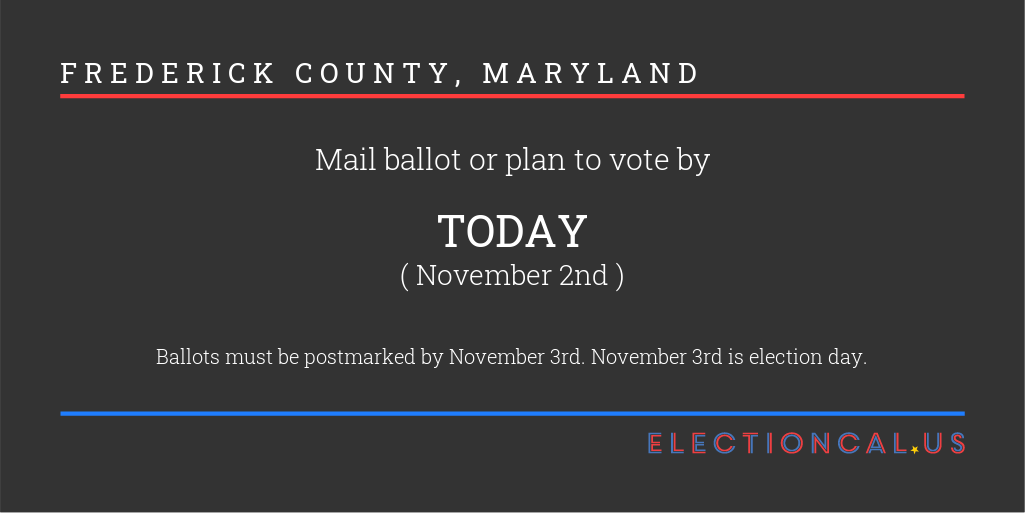 FREDERICK COUNTY, MARYLAND
Mail ballot or plan to vote by
TODAY
( November 2nd )
Ballots must be postmarked by November 3rd. November 3rd is election day.
ELECTIONCAL★US